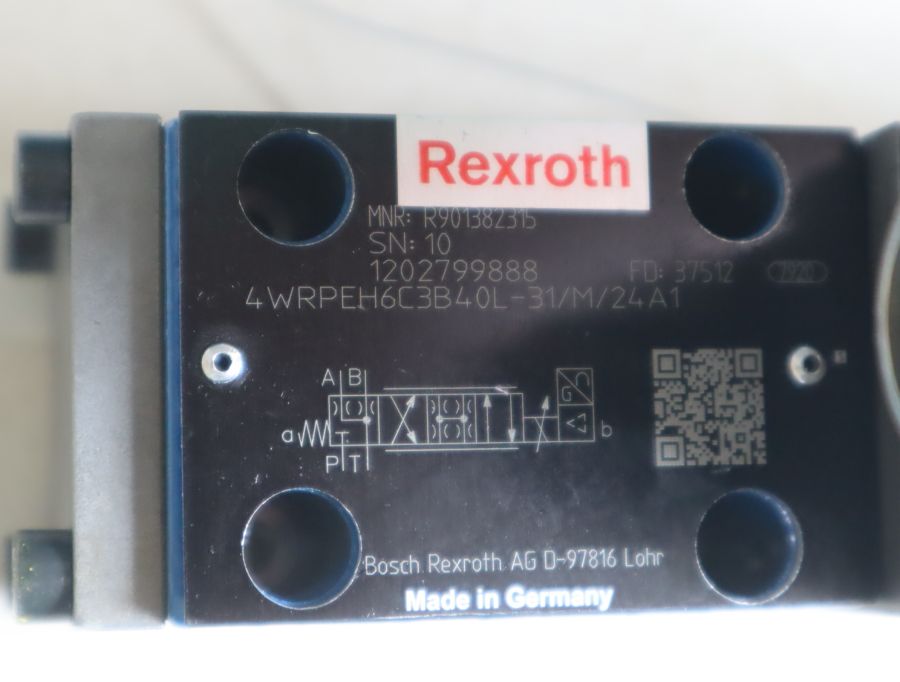 Rexroth
MNR: R901382315
SN: 10
1202799888 FD: 37512
4WRPEH6C3B40L-31/M/24A1
A B
G
a b
P T
Bosch Rexroth AG D-97816 Lohr
Made in Germany